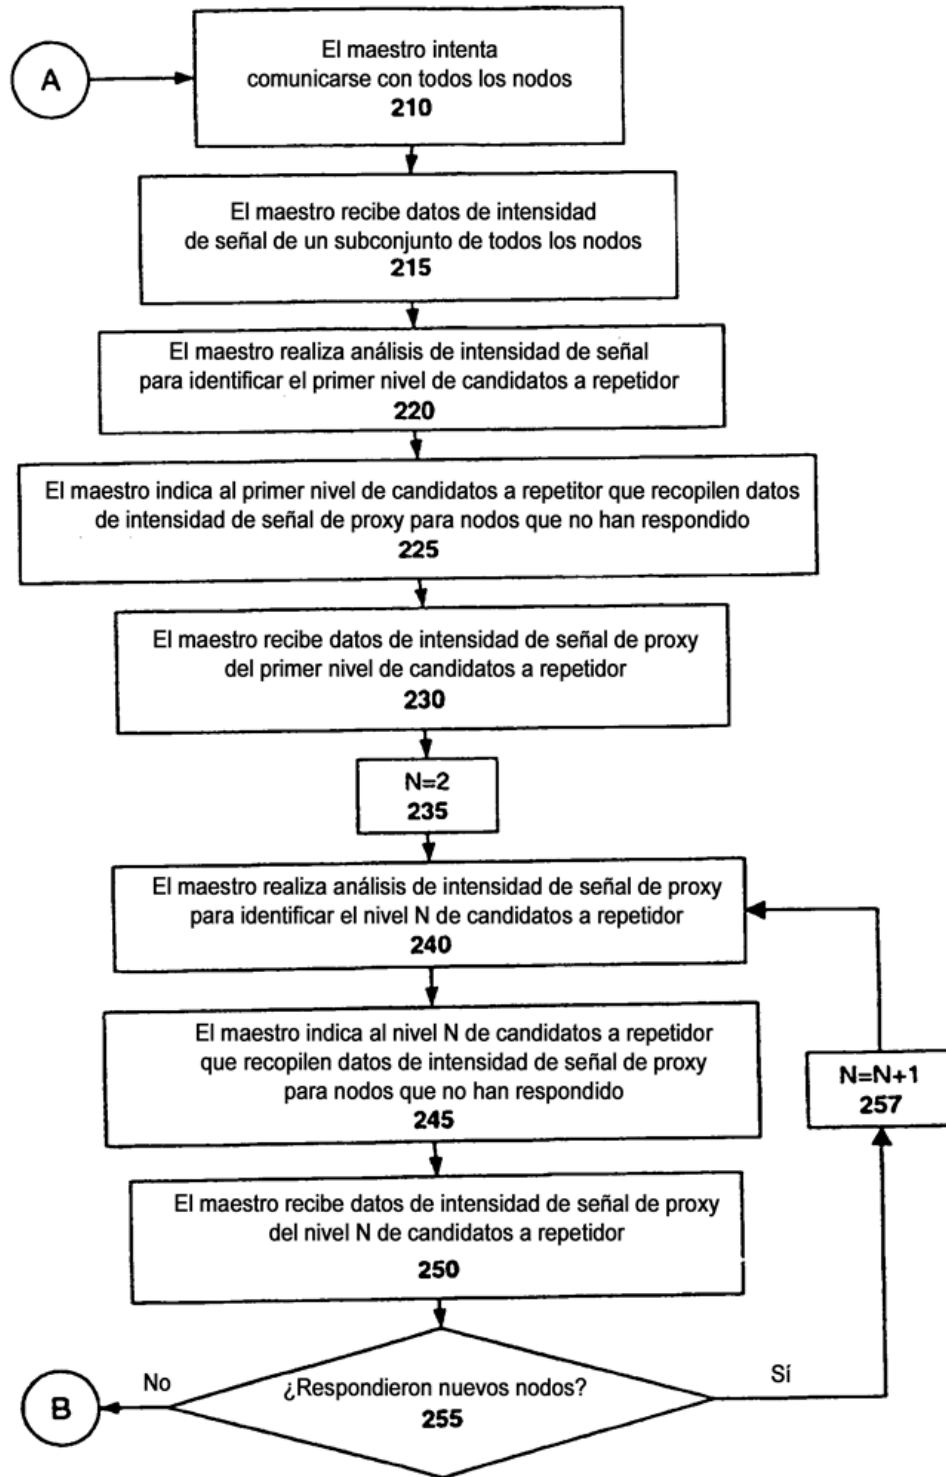 A
El maestro intenta
comunicarse con todos los nodos
210
El maestro recibe datos de intensidad
de señal de un subconjunto de todos los nodos
215
El maestro realiza análisis de intensidad de señal
para identificar el primer nivel de candidatos a repetidor
220
El maestro indica al primer nivel de candidatos a repetitor que recopilen datos
de intensidad de señal de proxy para nodos que no han respondido
225
El maestro recibe datos de intensidad de señal de proxy
del primer nivel de candidatos a repetidor
230
N=2
235
El maestro realiza análisis de intensidad de señal de proxy
para identificar el nivel N de candidatos a repetidor
240
El maestro indica al nivel N de candidatos a repetidor
que recopilen datos de intensidad de señal de proxy
para nodos que no han respondido
245
N=N+1
257
El maestro recibe datos de intensidad de señal de proxy
del nivel N de candidatos a repetidor
250
¿Respondieron nuevos nodos?
255
No
Sí
B